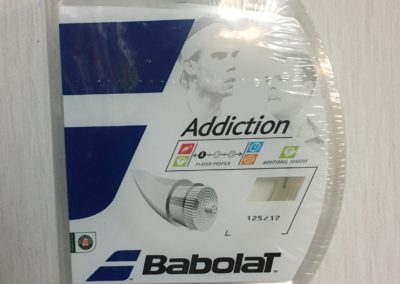 Addiction
PLAYER PROFILE
ADDITIONAL BENEFIT
125/17
BabolaT